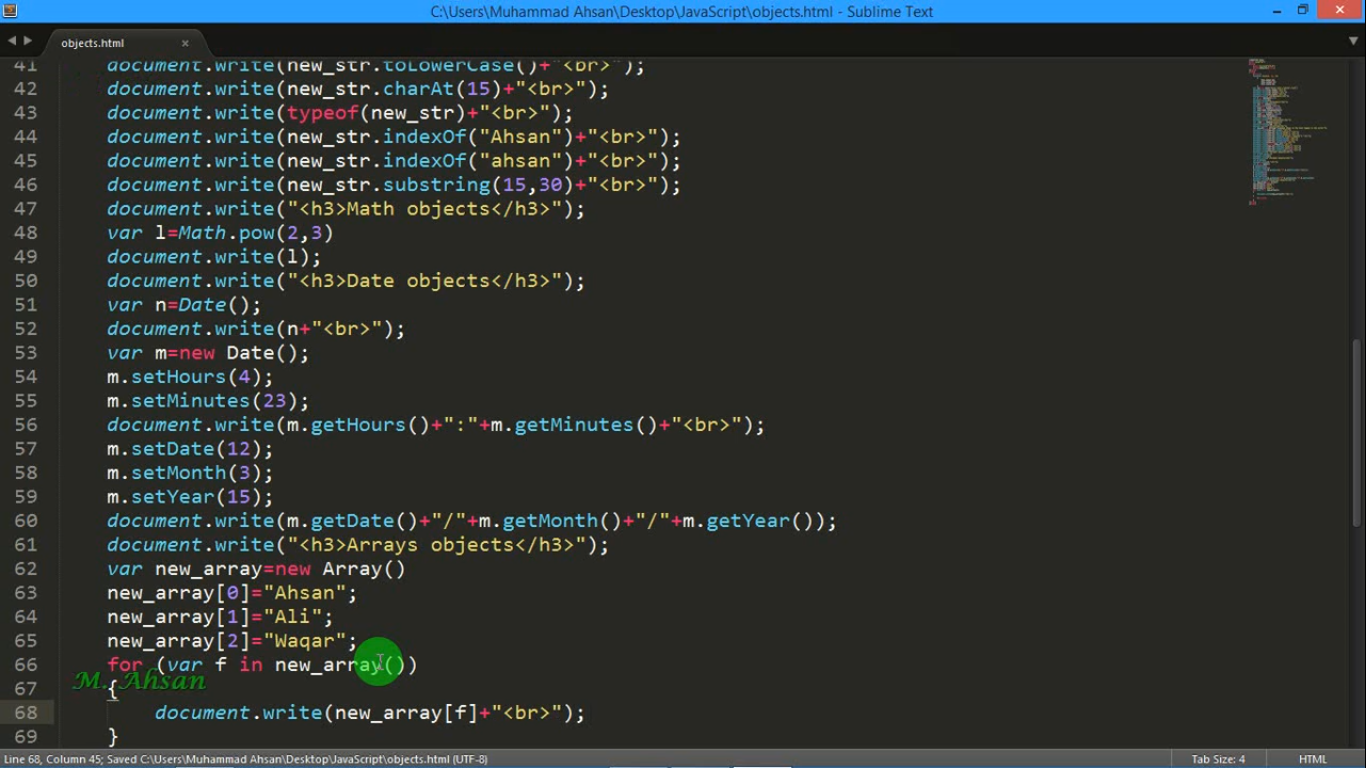 C:\Users\Muhammad Ahsan\Desktop\JavaScript\objects.html - Sublime Text
objects.html
41 document.write(new_str.toLowerCase()+"<br>");
42 document.write(new_str.charAt(15)+"<br>");
43 document.write(typeof(new_str)+"<br>");
44 document.write(new_str.indexOf("Ahsan")+"<br>");
45 document.write(new_str.indexOf("ahsan")+"<br>");
46 document.write(new_str.substring(15,30)+"<br>");
47 document.write("<h3>Math objects</h3>");
48 var l=Math.pow(2,3)
49 document.write(l);
50 document.write("<h3>Date objects</h3>");
51 var n=Date();
52 document.write(n+"<br>");
53 var m=new Date();
54 m.setHours(4);
55 m.setMinutes(23);
56 document.write(m.getHours()+":"+m.getMinutes()+"<br>");
57 m.setDate(12);
58 m.setMonth(3);
59 m.setYear(15);
60 document.write(m.getDate()+"/"+m.getMonth()+"/"+m.getYear());
61 document.write("<h3>Arrays objects</h3>");
62 var new_array=new Array()
63 new_array[0]="Ahsan";
64 new_array[1]="Ali";
65 new_array[2]="Waqar";
66 for (var f in new_array())
M. Ahsan
67 {
68 document.write(new_array[f]+"<br>");
69 }
Line 68, Column 45; Saved C:\Users\Muhammad Ahsan\Desktop\JavaScript\objects.html (UTF-8)
Tab Size: 4
HTML